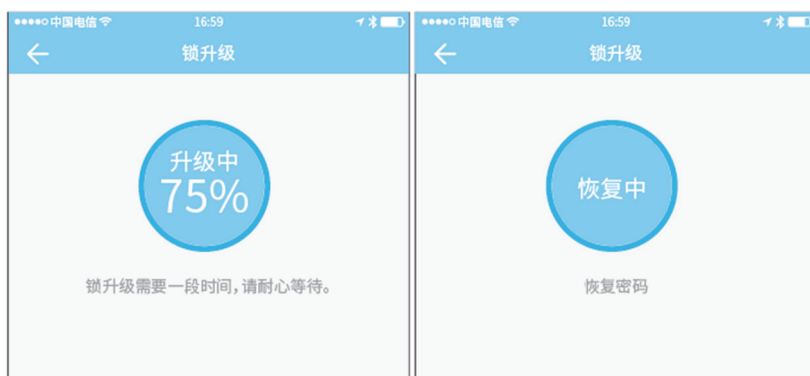 ●●●●○中国电信 16:59
锁升级
升级中
75%
锁升级需要一段时间,请耐心等待。
●●●●○中国电信 16:59
锁升级
恢复中
恢复密码